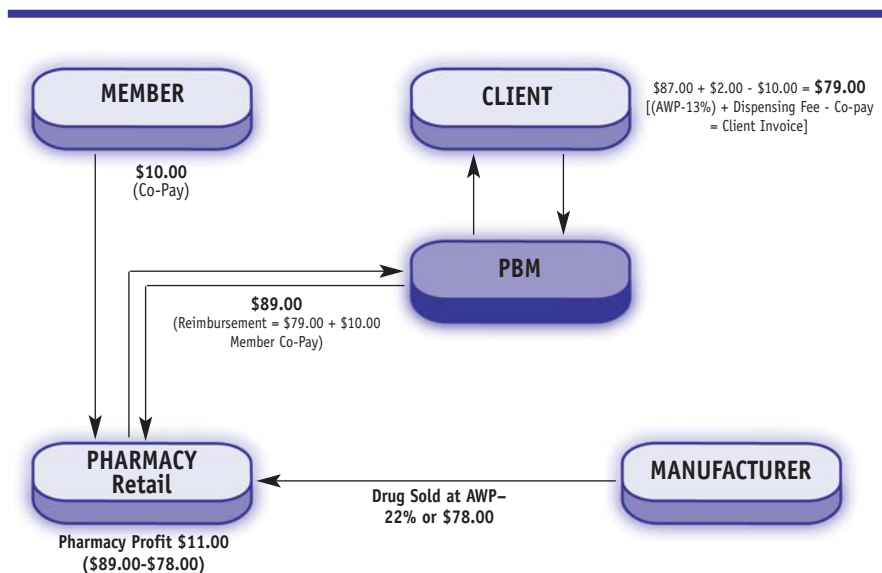 MEMBER
CLIENT
$87.00 + $2.00 - $10.00 = $79.00
[(AWP-13%) + Dispensing Fee - Co-pay
= Client Invoice]
$10.00
(Co-Pay)
PBM
$89.00
(Reimbursement = $79.00 + $10.00
Member Co-Pay)
PHARMACY
Retail
MANUFACTURER
Drug Sold at AWP–
22% or $78.00
Pharmacy Profit $11.00
($89.00-$78.00)